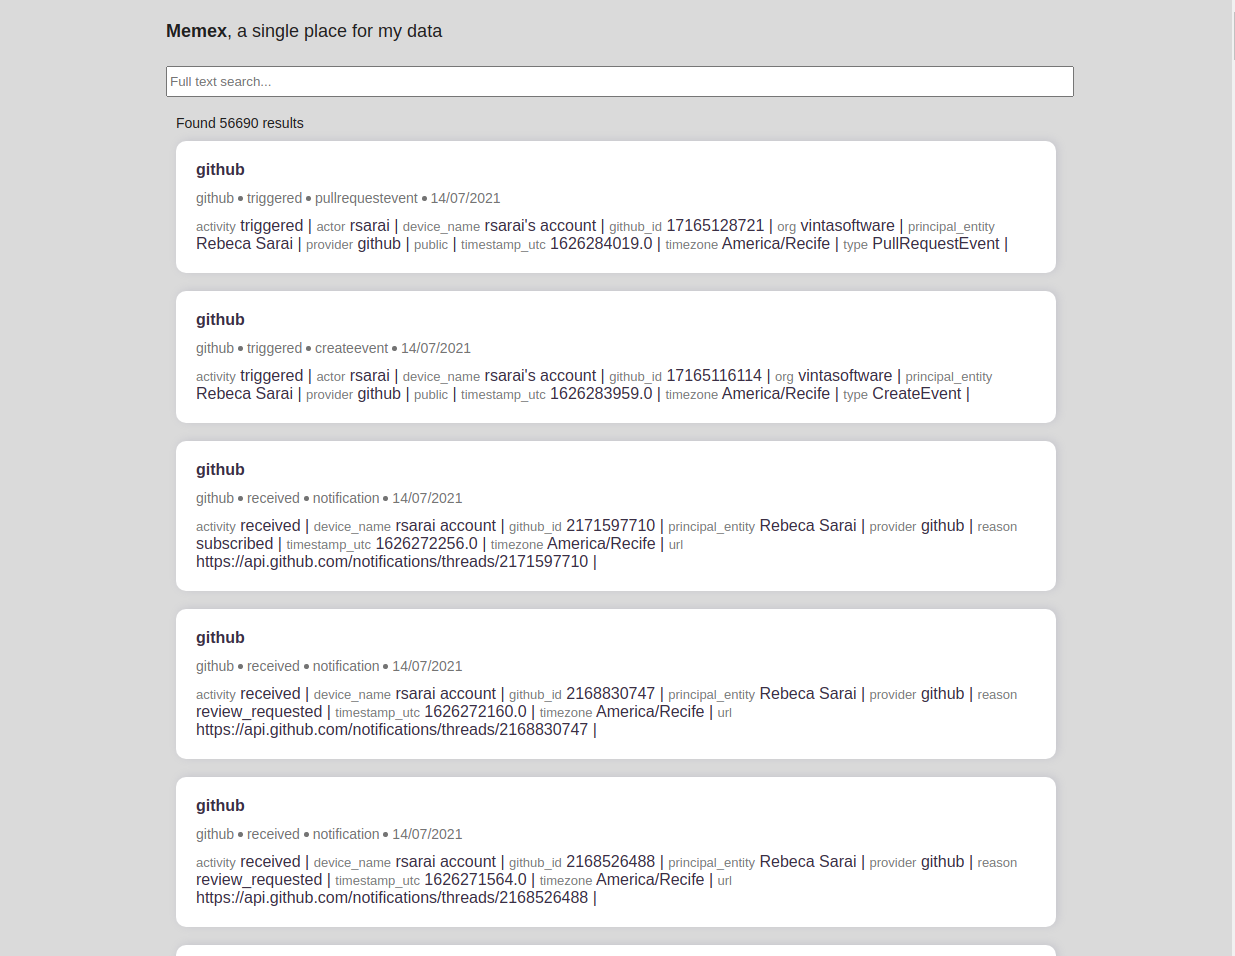 Memex, a single place for my data
Full text search...
Found 56690 results
github
github • triggered • pullrequestevent • 14/07/2021
activity triggered | actor rsarai | device_name rsarai's account | github_id 17165128721 | org vintasoftware | principal_entity
Rebeca Sarai | provider github | public | timestamp_utc 1626284019.0 | timezone America/Recife | type PullRequestEvent |
github
github • triggered • createevent • 14/07/2021
activity triggered | actor rsarai | device_name rsarai's account | github_id 17165116114 | org vintasoftware | principal_entity
Rebeca Sarai | provider github | public | timestamp_utc 1626283959.0 | timezone America/Recife | type CreateEvent |
github
github • received • notification • 14/07/2021
activity received | device_name rsarai account | github_id 2171597710 | principal_entity Rebeca Sarai | provider github | reason
subscribed | timestamp_utc 1626272256.0 | timezone America/Recife | url
https://api.github.com/notifications/threads/2171597710 |
github
github • received • notification • 14/07/2021
activity received | device_name rsarai account | github_id 2168830747 | principal_entity Rebeca Sarai | provider github | reason
review_requested | timestamp_utc 1626272160.0 | timezone America/Recife | url
https://api.github.com/notifications/threads/2168830747 |
github
github • received • notification • 14/07/2021
activity received | device_name rsarai account | github_id 2168526488 | principal_entity Rebeca Sarai | provider github | reason
review_requested | timestamp_utc 1626271564.0 | timezone America/Recife | url
https://api.github.com/notifications/threads/2168526488 |